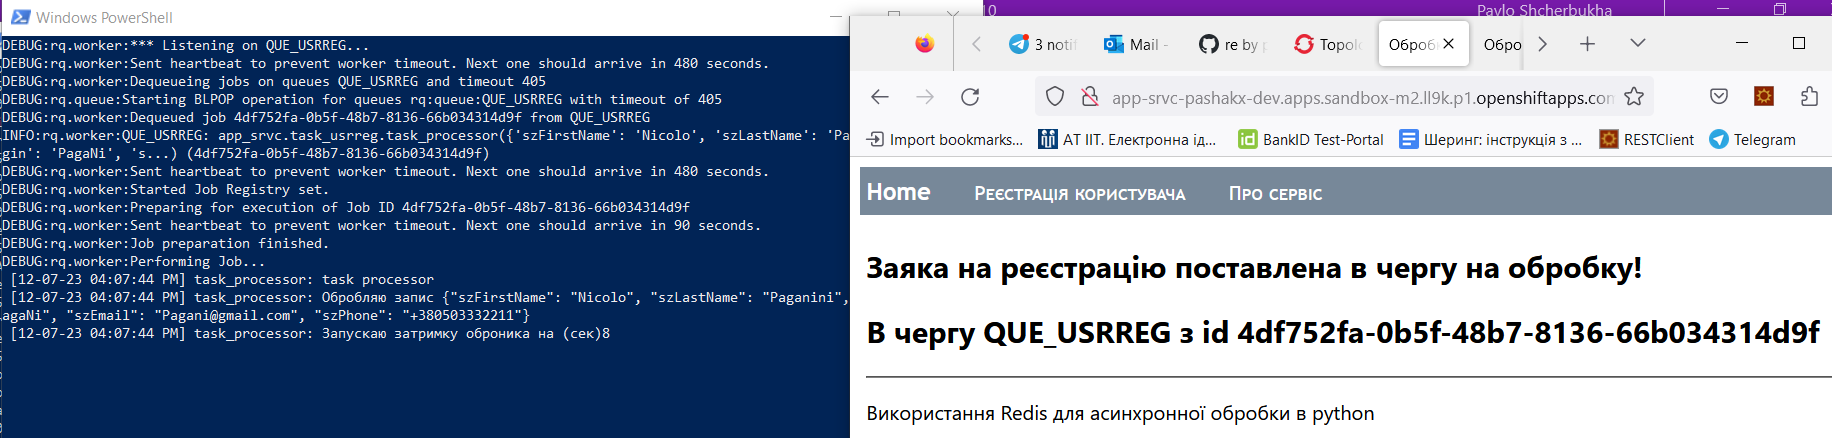 Windows PowerShell
DEBUG:rq.worker:*** Listening on QUE_USRREG...
DEBUG:rq.worker:Sent heartbeat to prevent worker timeout. Next one should arrive in 480 seconds.
DEBUG:rq.worker:Dequeueing jobs on queues QUE_USRREG and timeout 405
DEBUG:rq.queue:Starting BLPOP operation for queues rq:queue:QUE_USRREG with timeout of 405
DEBUG:rq.worker:Dequeued job 4df752fa-0b5f-48b7-8136-66b034314d9f from QUE_USRREG
INFO:rq.worker:QUE_USRREG: app_srvc.task_usrreg.task_processor({'szFirstName': 'Nicolo', 'szLastName': 'Pa
gin': 'PagaNi', 's...) (4df752fa-0b5f-48b7-8136-66b034314d9f)
DEBUG:rq.worker:Sent heartbeat to prevent worker timeout. Next one should arrive in 480 seconds.
DEBUG:rq.worker:Started Job Registry set.
DEBUG:rq.worker:Preparing for execution of Job ID 4df752fa-0b5f-48b7-8136-66b034314d9f
DEBUG:rq.worker:Sent heartbeat to prevent worker timeout. Next one should arrive in 90 seconds.
DEBUG:rq.worker:Job preparation finished.
DEBUG:rq.worker:Performing Job...
[12-07-23 04:07:44 PM] task_processor: task processor
[12-07-23 04:07:44 PM] task_processor: Обробляю запис {"szFirstName": "Nicolo", "szLastName": "Paganini",
agaNi", "szEmail": "Pagani@gmail.com", "szPhone": "+380503332211"}
[12-07-23 04:07:44 PM] task_processor: Запускаю затримку оброника на (сек)8
10
Pavlo Shcherbukha
3 notif
Mail -
re by p
Topolo
Оброб
Обро
app-srvc-pashakx-dev.apps.sandbox-m2.ll9k.p1.openshiftapps.com
Import bookmarks...
АТ ІІТ. Електронна ід...
BankID Test-Portal
Шеринг: інструкція з ...
RESTClient
Telegram
Home
Реєстрація користувача
Про сервіс
Заяка на реєстрацію поставлена в чергу на обробку!
В чергу QUE_USRREG з id 4df752fa-0b5f-48b7-8136-66b034314d9f
Використання Redis для асинхронної обробки в python